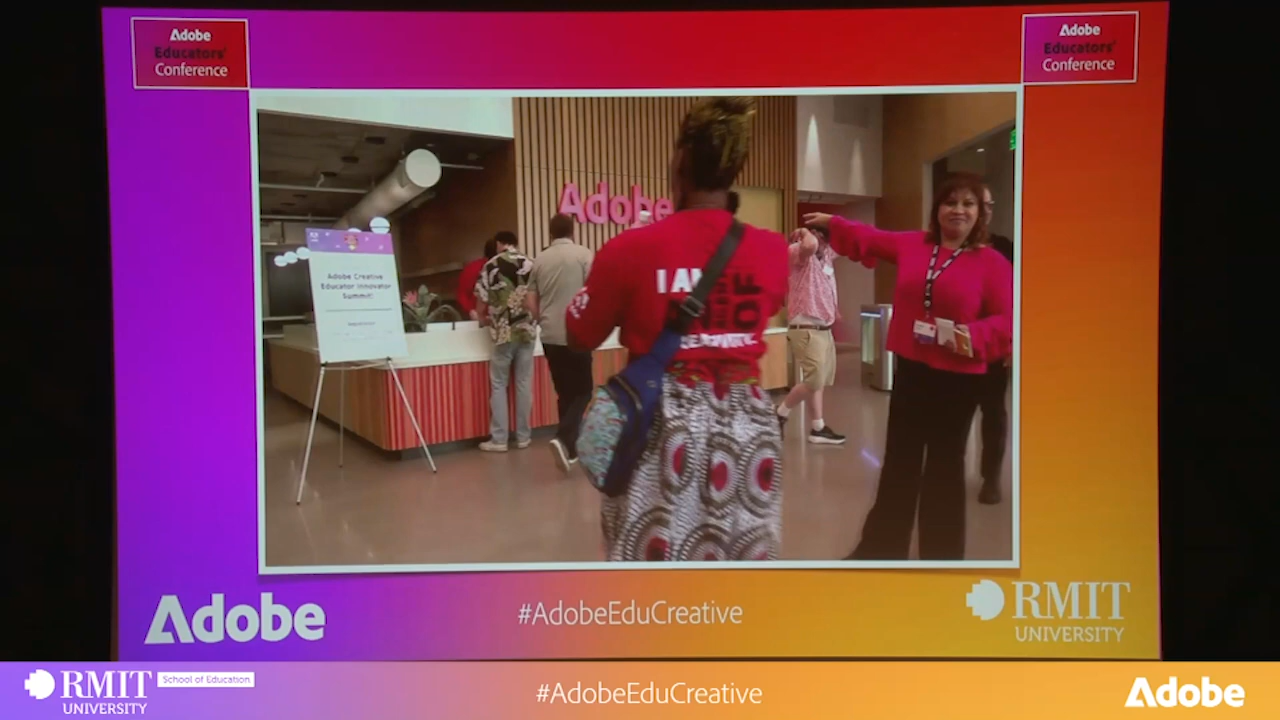 Adobe
Educators'
Conference
Adobe
Educators'
Conference
Adobe
Adobe Creative
Educator Innovator
Summit!
I AM
Adobe
#AdobeEduCreative
RMIT
UNIVERSITY
RMIT
UNIVERSITY
School of Education
#AdobeEduCreative
Adobe